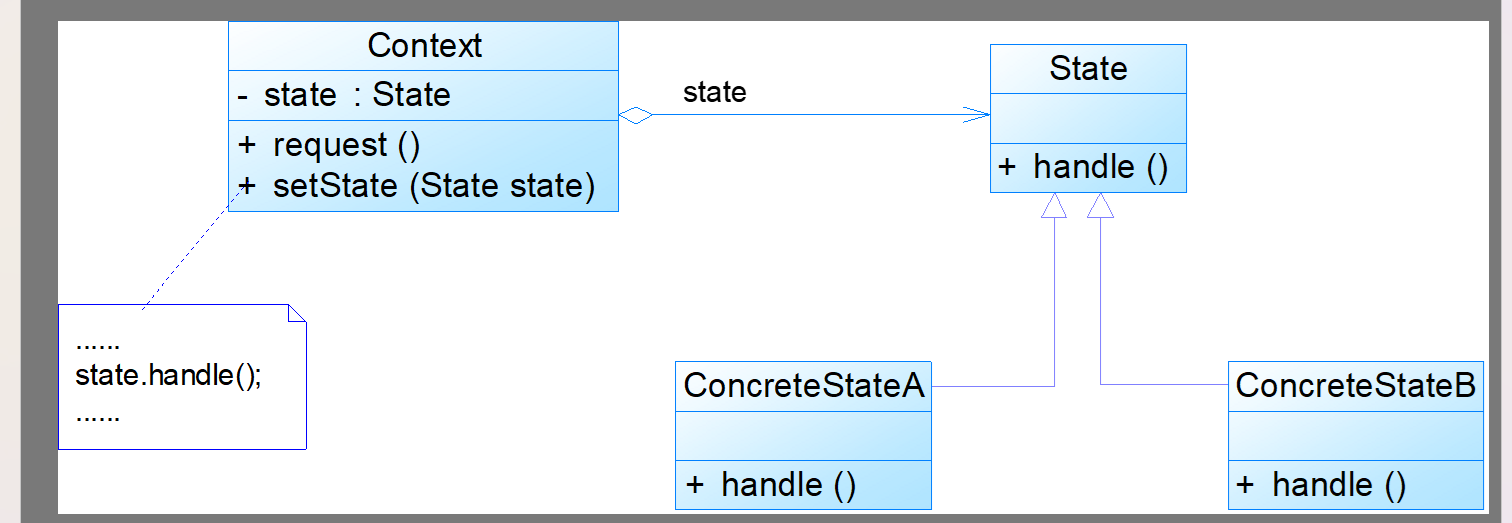 Context
- state : State
+ request ()
+ setState (State state)
state
State
+ handle ()
......
state.handle();
......
ConcreteStateA
+ handle ()
ConcreteStateB
+ handle ()